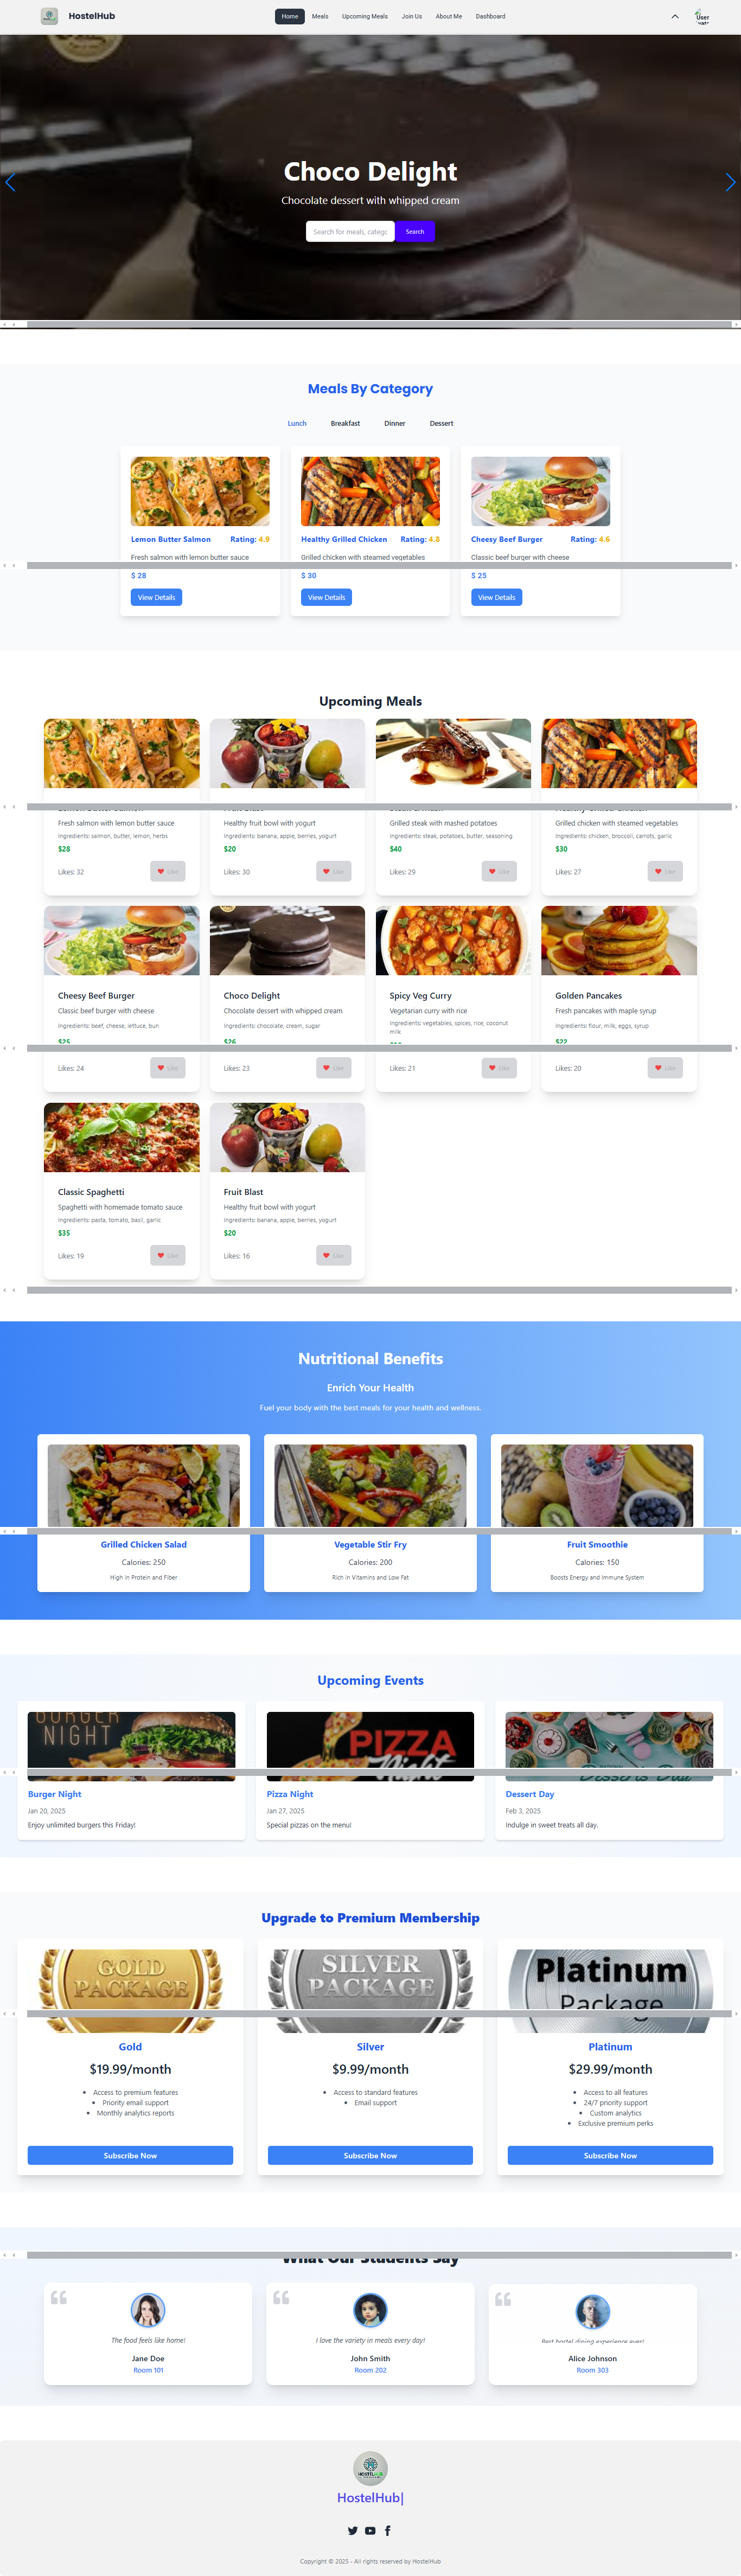 HostelHub
Home Meals Upcoming Meals Join Us About Me Dashboard
User
Choco Delight
Chocolate dessert with whipped cream
Search for meals, catego Search
Meals By Category
Lunch Breakfast Dinner Dessert
Lemon Butter Salmon Rating: 4.9
Fresh salmon with lemon butter sauce
$ 28
View Details
Healthy Grilled Chicken Rating: 4.8
Grilled chicken with steamed vegetables
$ 30
View Details
Cheesy Beef Burger Rating: 4.6
Classic beef burger with cheese
$ 25
View Details
Upcoming Meals
Fresh salmon with lemon butter sauce
Ingredients: salmon, butter, lemon, herbs
$28
Likes: 32 Like
Healthy fruit bowl with yogurt
Ingredients: banana, apple, berries, yogurt
$20
Likes: 30 Like
Grilled steak with mashed potatoes
Ingredients: steak, potatoes, butter, seasoning
$40
Likes: 29 Like
Grilled chicken with steamed vegetables
Ingredients: chicken, broccoli, carrots, garlic
$30
Likes: 27 Like
Cheesy Beef Burger
Classic beef burger with cheese
Ingredients: beef, cheese, lettuce, bun
$25
Likes: 24 Like
Choco Delight
Chocolate dessert with whipped cream
Ingredients: chocolate, cream, sugar
$26
Likes: 23 Like
Spicy Veg Curry
Vegetarian curry with rice
Ingredients: vegetables, spices, rice, coconut
milk
Likes: 21 Like
Golden Pancakes
Fresh pancakes with maple syrup
Ingredients: flour, milk, eggs, syrup
$22
Likes: 20 Like
Classic Spaghetti
Spaghetti with homemade tomato sauce
Ingredients: pasta, tomato, basil, garlic
$35
Likes: 19 Like
Fruit Blast
Healthy fruit bowl with yogurt
Ingredients: banana, apple, berries, yogurt
$20
Likes: 16 Like
Nutritional Benefits
Enrich Your Health
Fuel your body with the best meals for your health and wellness.
Grilled Chicken Salad
Calories: 250
High in Protein and Fiber
Vegetable Stir Fry
Calories: 200
Rich in Vitamins and Low Fat
Fruit Smoothie
Calories: 150
Boosts Energy and Immune System
Upcoming Events
BURGER
NIGHT
Burger Night
Jan 20, 2025
Enjoy unlimited burgers this Friday!
PIZZA
Night
Pizza Night
Jan 27, 2025
Special pizzas on the menu!
Desserts Day
Dessert Day
Feb 3, 2025
Indulge in sweet treats all day.
Upgrade to Premium Membership
GOLD
PACKAGE
Gold
$19.99/month
• Access to premium features
• Priority email support
• Monthly analytics reports
Subscribe Now
SILVER
PACKAGE
Silver
$9.99/month
• Access to standard features
• Email support
Subscribe Now
Platinum
Package
Platinum
$29.99/month
• Access to all features
• 24/7 priority support
• Custom analytics
• Exclusive premium perks
Subscribe Now
What Our Students Say
The food feels like home!
Jane Doe
Room 101
I love the variety in meals every day!
John Smith
Room 202
Best hostel dining experience ever!
Alice Johnson
Room 303
HOSTELHUB
HostelHub|
Copyright © 2025 - All rights reserved by HostelHub